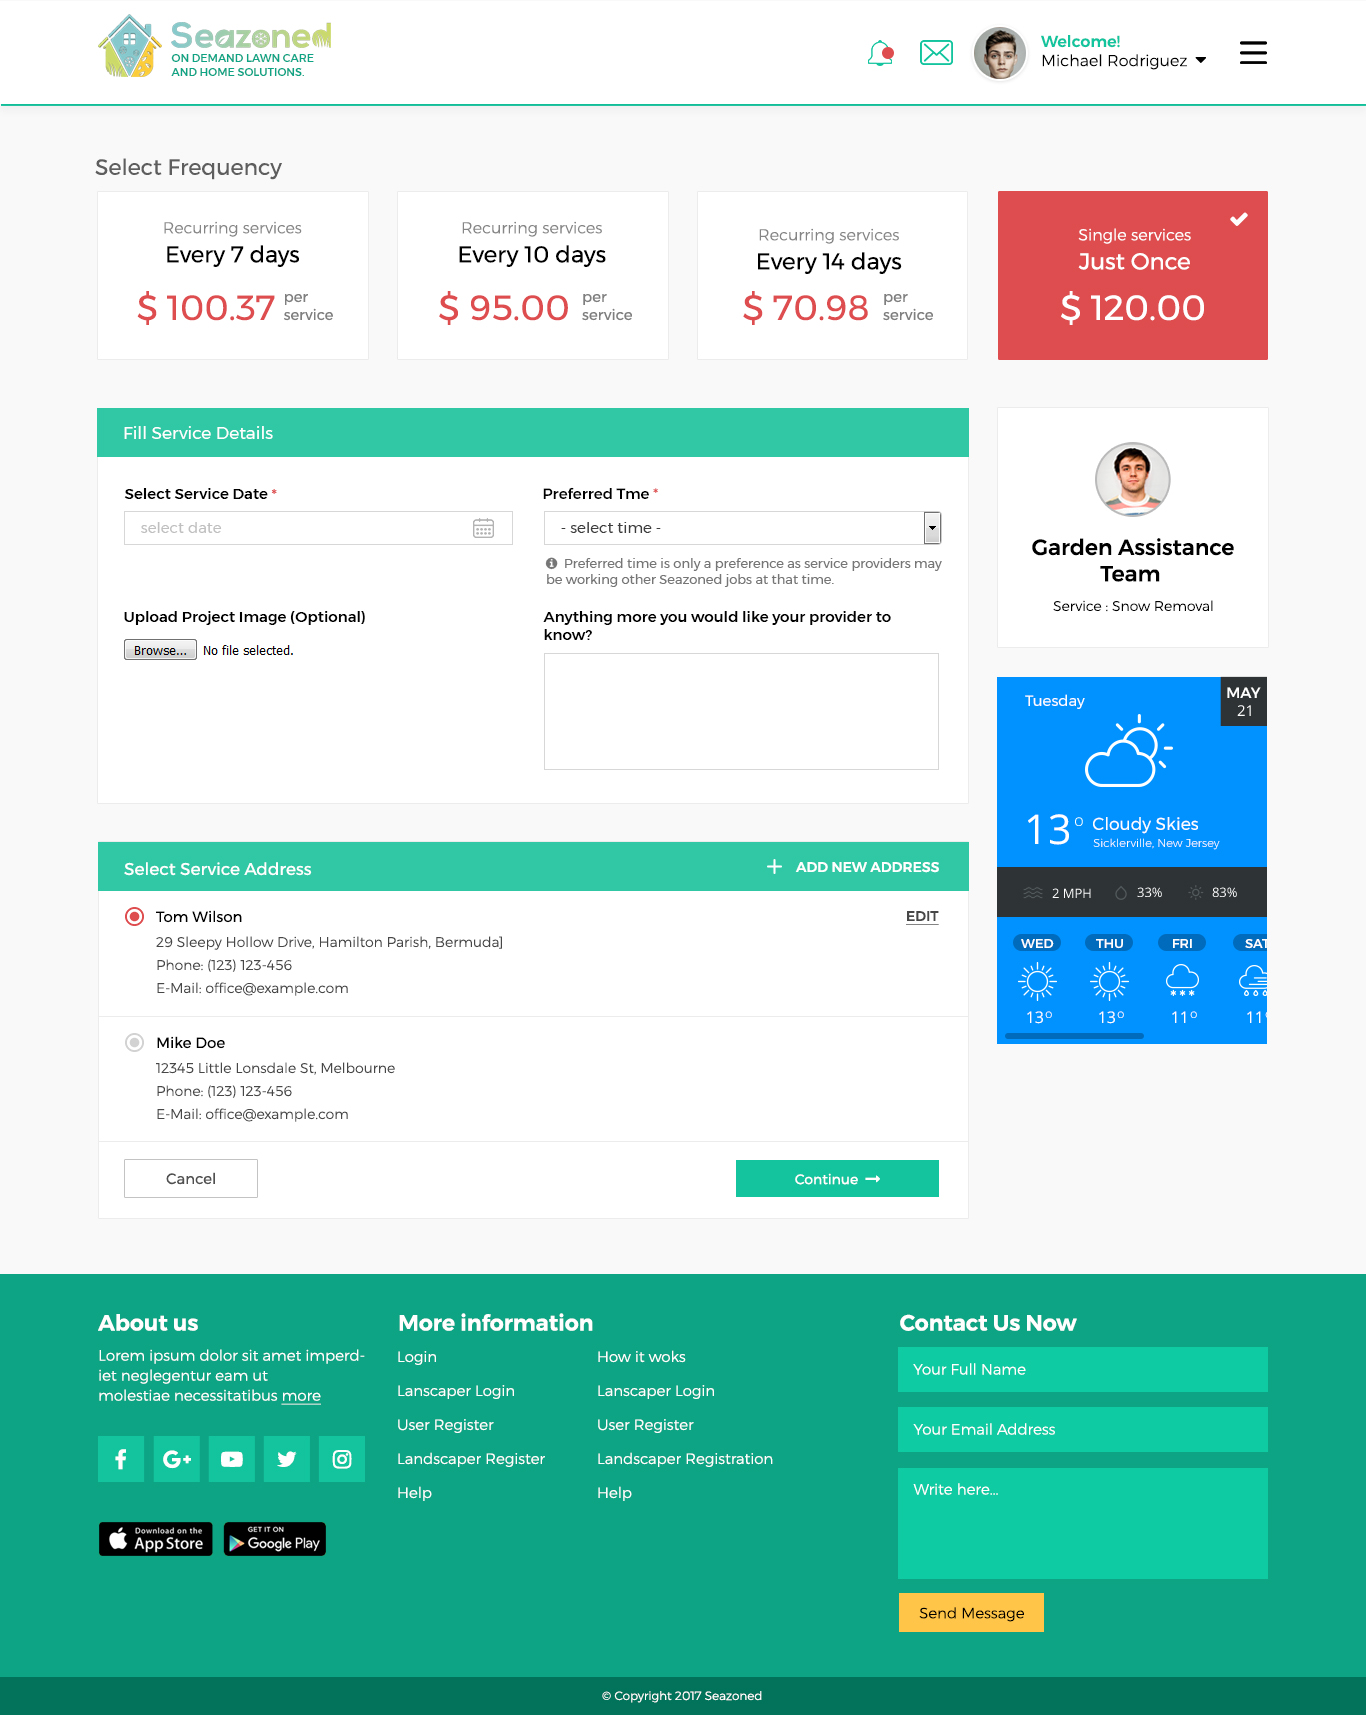 Seazoned
ON DEMAND LAWN CARE
AND HOME SOLUTIONS.
Welcome!
Michael Rodriguez
Select Frequency
Recurring services
Every 7 days
$ 100.37 per service
Recurring services
Every 10 days
$ 95.00 per service
Recurring services
Every 14 days
$ 70.98 per service
Single services
Just Once
$ 120.00
Fill Service Details
Select Service Date *
select date
Preferred Tme *
- select time -
Preferred time is only a preference as service providers may
be working other Seazoned jobs at that time.
Upload Project Image (Optional)
Browse... No file selected.
Anything more you would like your provider to
know?
Garden Assistance
Team
Service : Snow Removal
Tuesday
MAY
21
13° Cloudy Skies
Sicklerville, New Jersey
2 MPH 33% 83%
WED THU FRI SAT
13° 13° 11° 11°
Select Service Address
+ ADD NEW ADDRESS
Tom Wilson
EDIT
29 Sleepy Hollow Drive, Hamilton Parish, Bermuda]
Phone: (123) 123-456
E-Mail: office@example.com
Mike Doe
12345 Little Lonsdale St, Melbourne
Phone: (123) 123-456
E-Mail: office@example.com
Cancel
Continue
About us
Lorem ipsum dolor sit amet imperd-
iet neglegentur eam ut
molestiae necessitatibus more
Download on the
App Store
GET IT ON
Google Play
More information
Login
Lanscaper Login
User Register
Landscaper Register
Help
How it woks
Lanscaper Login
User Register
Landscaper Registration
Help
Contact Us Now
Your Full Name
Your Email Address
Write here...
Send Message
© Copyright 2017 Seazoned